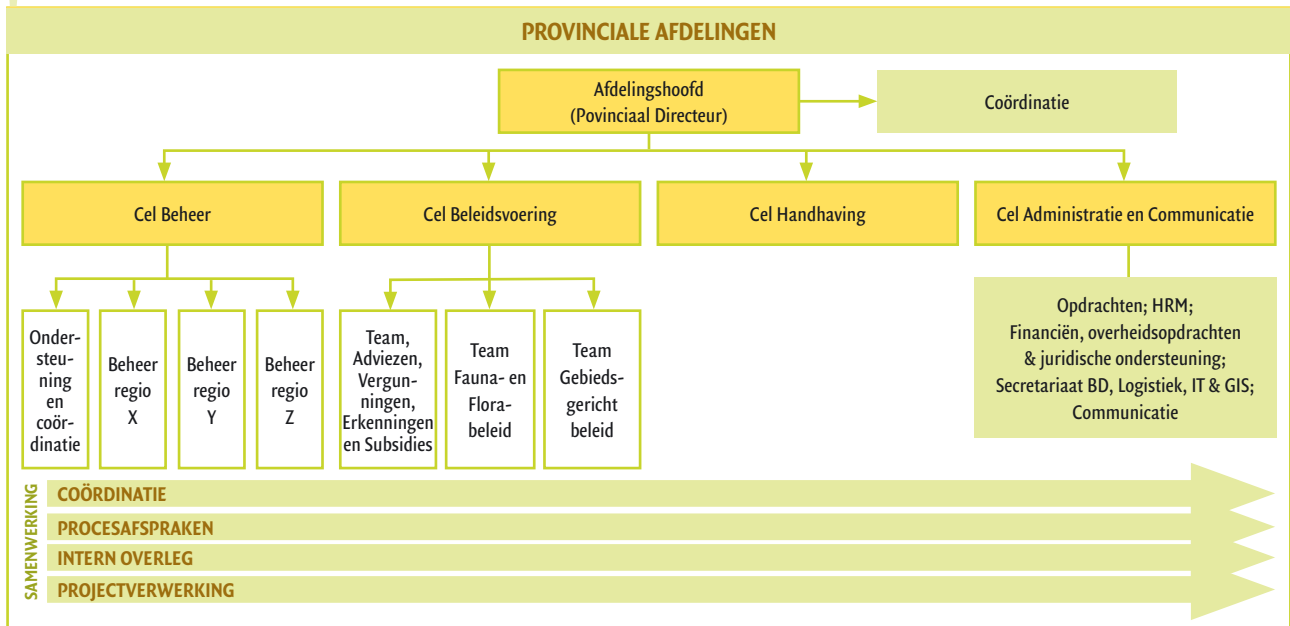 PROVINCIALE AFDELINGEN
Afdelingshoofd
(Povinciaal Directeur)
Coördinatie
Cel Beheer
Cel Beleidsvoering
Cel Handhaving
Cel Administratie en Communicatie
Onder-
steu-
ning
en
coör-
dinatie
Beheer
regio
X
Beheer
regio
Y
Beheer
regio
Z
Team,
Adviezen,
Vergun-
ningen,
Erkenningen
en Subsidies
Team
Fauna- en
Flora-
beleid
Team
Gebieds-
gericht
beleid
Opdrachten; HRM;
Financiën, overheidsopdrachten
& juridische ondersteuning;
Secretariaat BD, Logistiek, IT & GIS;
Communicatie
SAMENWERKING
COÖRDINATIE
PROCESAFSPRAKEN
INTERN OVERLEG
PROJECTVERWERKING